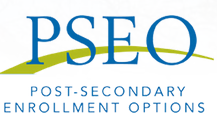 PSEO
POST-SECONDARY
ENROLLMENT OPTIONS